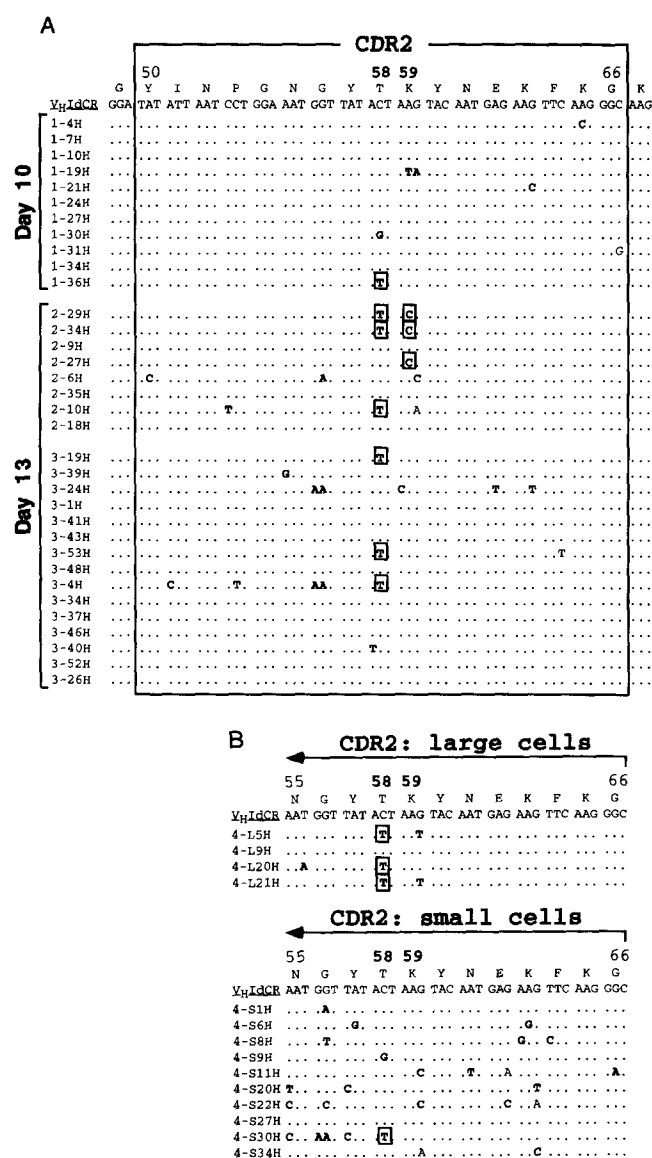 A
CDR2
50 58 59 66
G Y I N P G N G Y T K Y N E K F K G K
VHIdCR GGA TAT ATT AAT CCT GGA AAT GGT TAT ACT AAG TAC AAT GAG AAG TTC AAG GGC AAG
Day 10
1-4H C
1-7H
1-10H
1-19H TA
1-21H C
1-24H
1-27H
1-30H G
1-31H G
1-34H
1-36H T
Day 13
2-29H T C
2-34H T C
2-9H
2-27H C
2-6H C A C
2-35H
2-10H T T A
2-18H
3-19H T
3-39H G
3-24H AA C T T
3-1H
3-41H
3-43H
3-53H T T
3-48H
3-4H C T AA T
3-34H
3-37H
3-46H
3-40H T
3-52H
3-26H
B
CDR2: large cells
55 58 59 66
N G Y T K Y N E K F K G
VHIdCR AAT GGT TAT ACT AAG TAC AAT GAG AAG TTC AAG GGC
4-L5H T T
4-L9H
4-L20H A T
4-L21H T T
CDR2: small cells
55 58 59 66
N G Y T K Y N E K F K G
VHIdCR AAT GGT TAT ACT AAG TAC AAT GAG AAG TTC AAG GGC
4-S1H A
4-S6H G G
4-S8H T G C
4-S9H G
4-S11H C T A A
4-S20H T C T
4-S22H C C C C A
4-S27H
4-S30H C AA C T
4-S34H A C